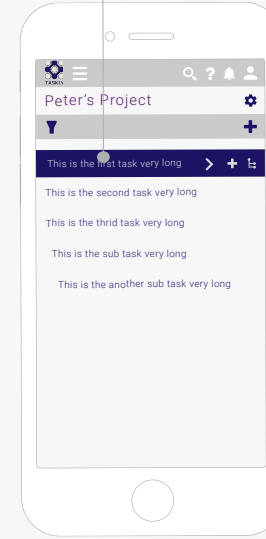 TASKIN
Peter's Project
This is the first task very long
This is the second task very long
This is the thrid task very long
This is the sub task very long
This is the another sub task very long